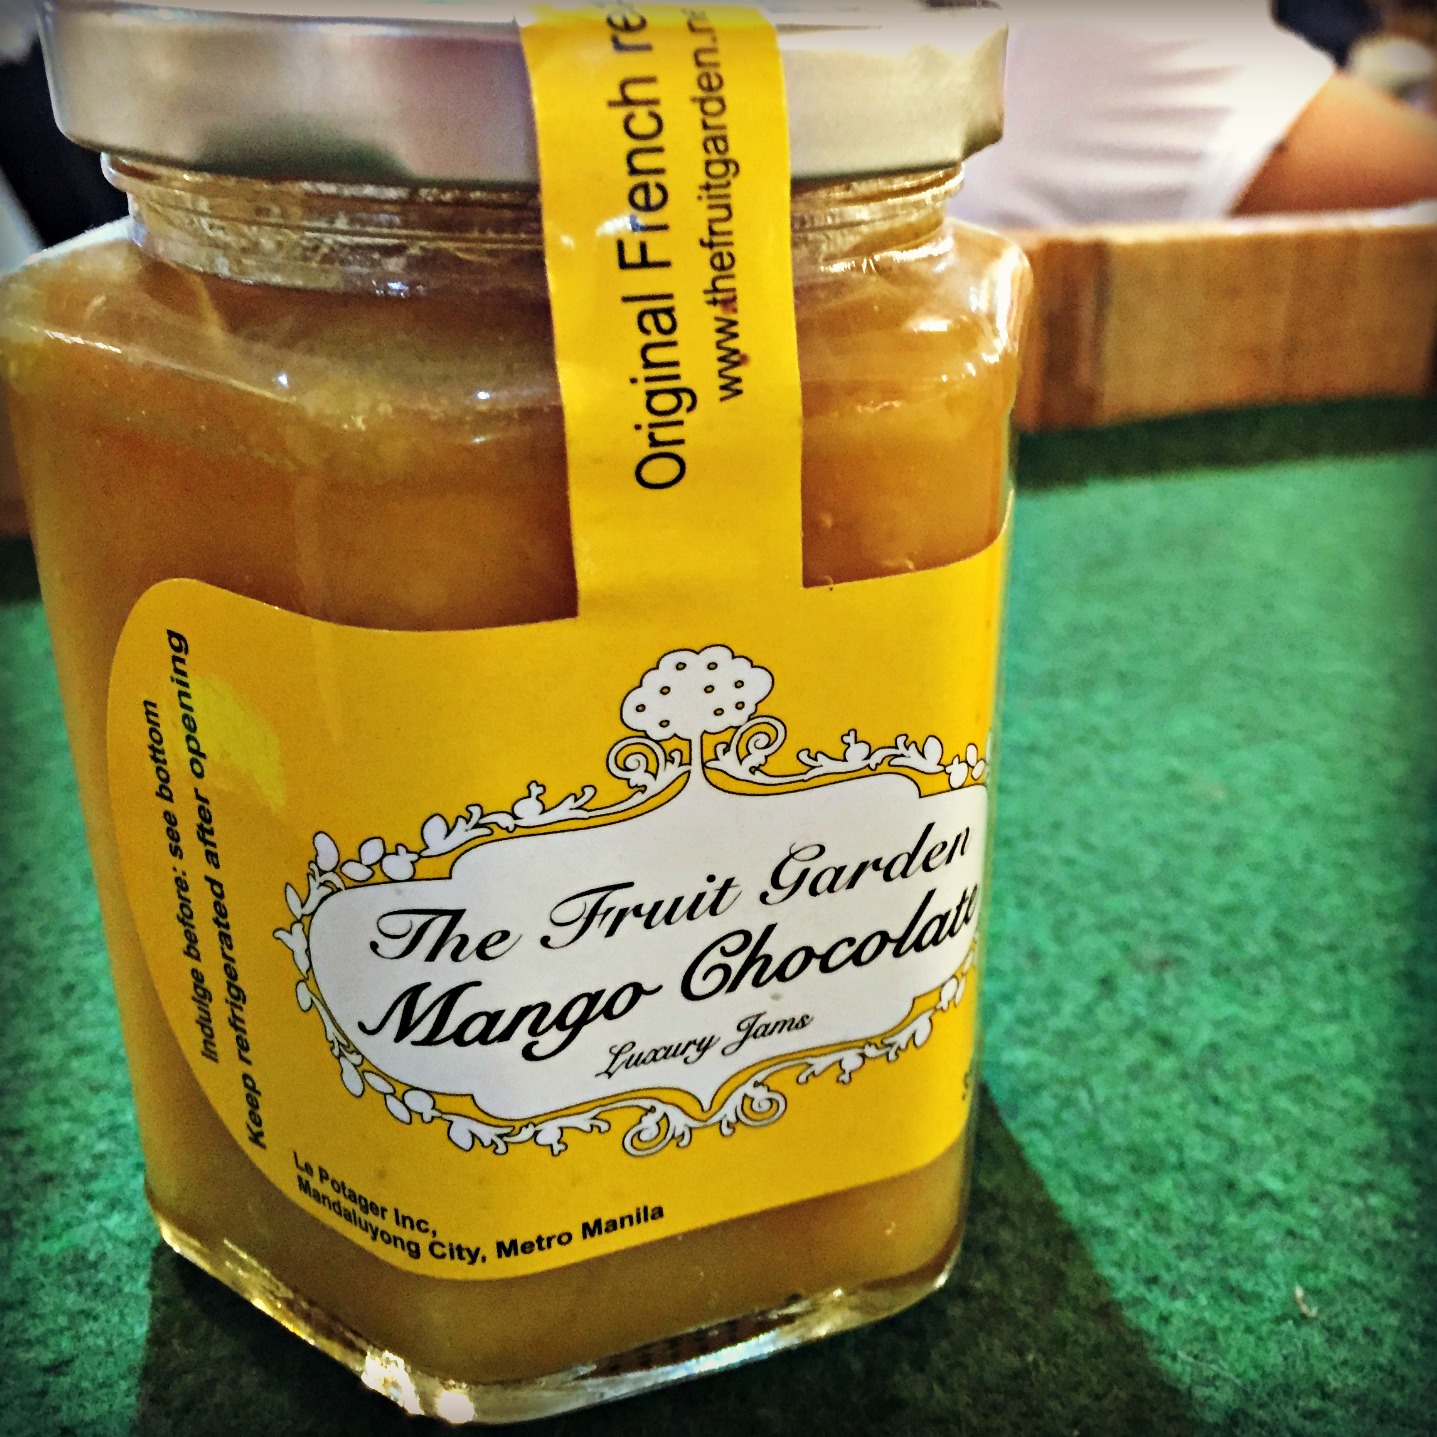 Original French
www.thefruitgarden.
The Fruit Garden
Mango Chocolate
Luxury Jams
Indulge before: see bottom
Keep refrigerated after opening
Le Potager Inc,
Mandaluyong City, Metro Manila